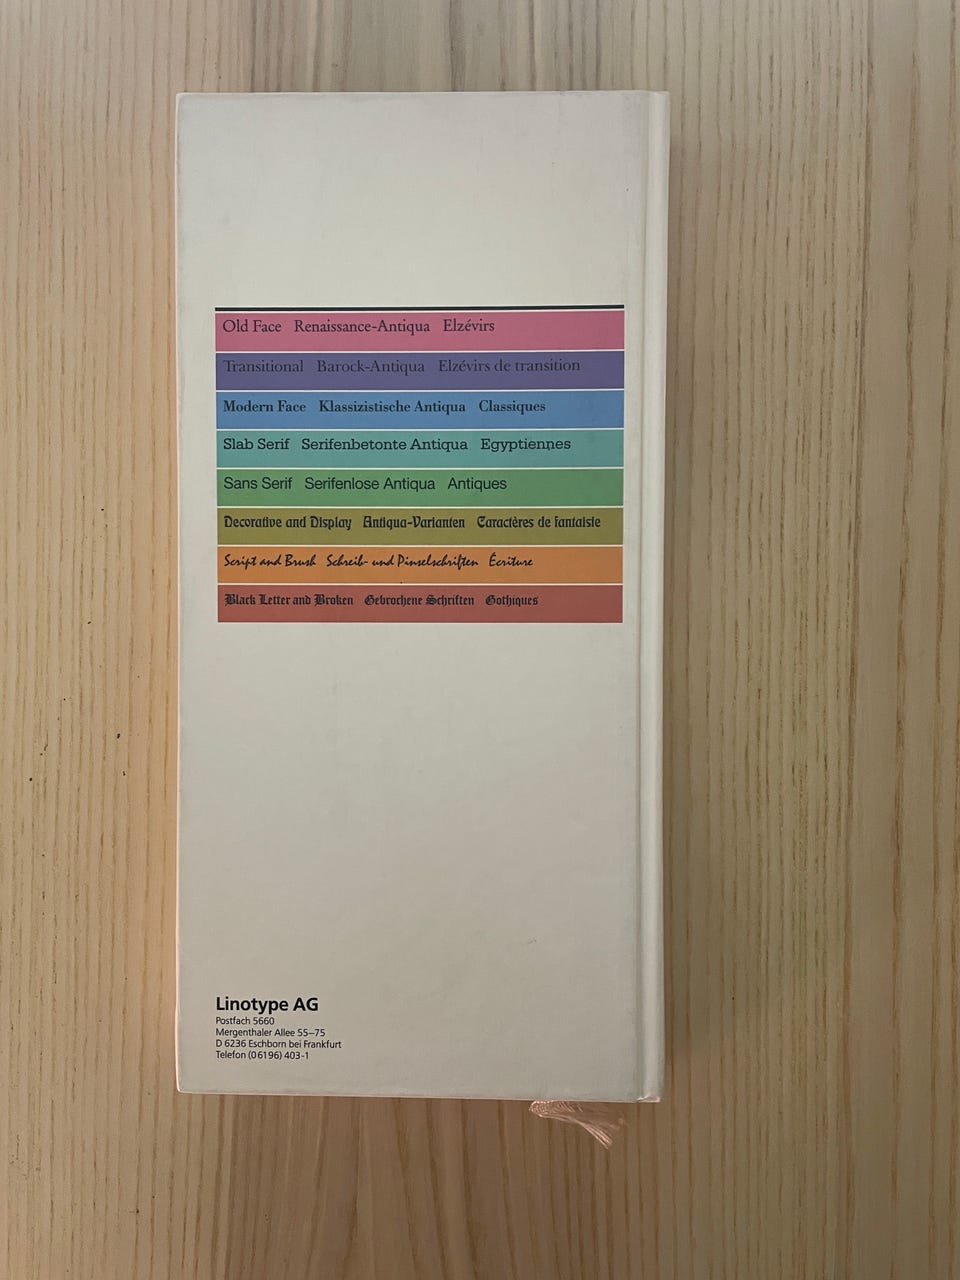 Old Face Renaissance-Antiqua Elzévirs
Transitional Barock-Antiqua Elzévirs de transition
Modern Face Klassizistische Antiqua Classiques
Slab Serif Serifenbetonte Antiqua Egyptiennes
Sans Serif Serifenlose Antiqua Antiques
Decorative and Display Antiqua-Varianten Caractères de fantaisie
Script and Brush Schreib- und Pinselschriften Écriture
Black Letter and Broken Gebrochene Schriften Gothiques
Linotype AG
Postfach 5660
Mergenthaler Allee 55–75
D 6236 Eschborn bei Frankfurt
Telefon (0 61 96) 403-1